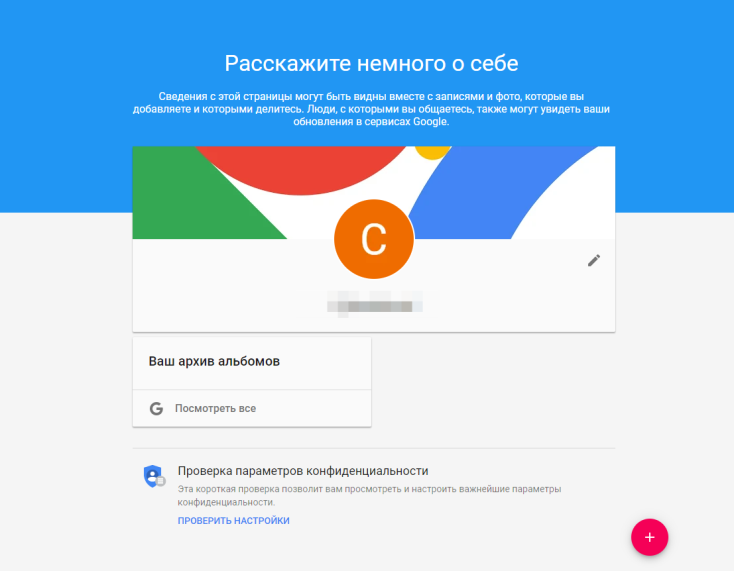 Расскажите немного о себе
Сведения с этой страницы могут быть видны вместе с записями и фото, которые вы
добавляете и которыми делитесь. Люди, с которыми вы общаетесь, также могут увидеть ваши
обновления в сервисах Google.
С
Ваш архив альбомов
G Посмотреть все
Проверка параметров конфиденциальности
Эта короткая проверка позволит вам просмотреть и настроить важнейшие параметры
конфиденциальности.
ПРОВЕРИТЬ НАСТРОЙКИ
+